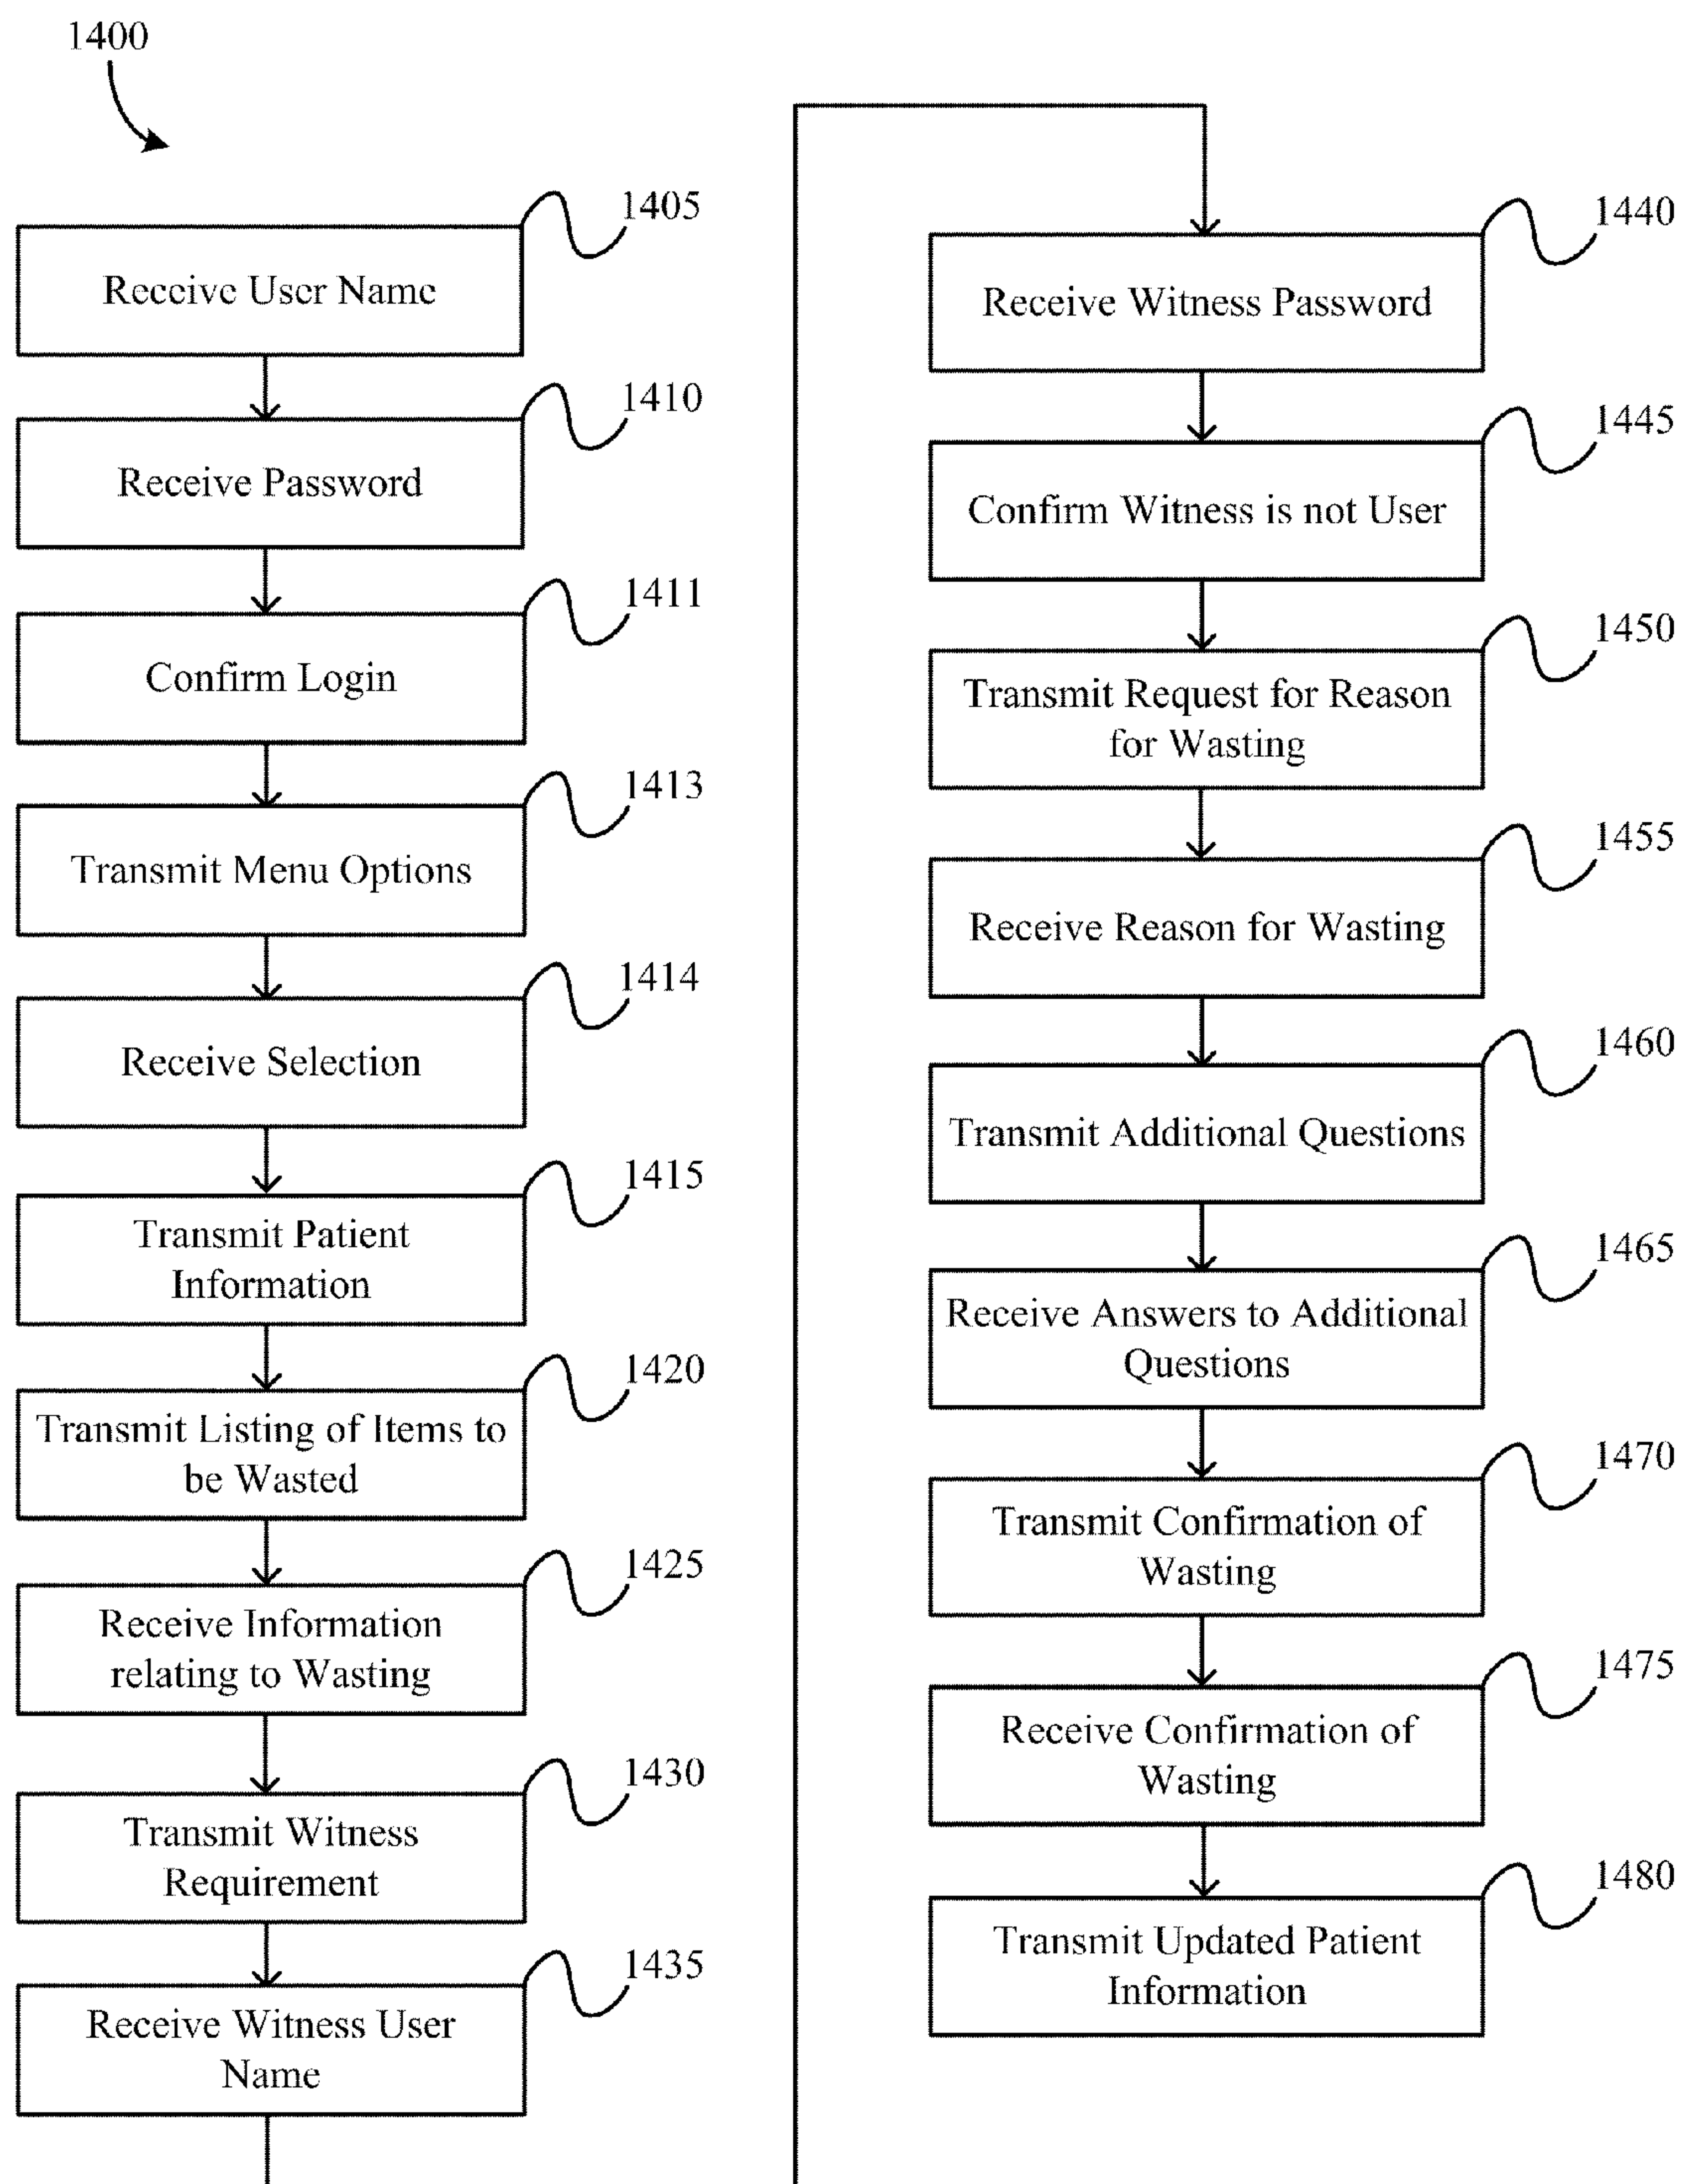 1400
1405
Receive User Name
1410
Receive Password
1411
Confirm Login
1413
Transmit Menu Options
1414
Receive Selection
1415
Transmit Patient
Information
1420
Transmit Listing of Items to
be Wasted
1425
Receive Information
relating to Wasting
1430
Transmit Witness
Requirement
1435
Receive Witness User
Name
1440
Receive Witness Password
1445
Confirm Witness is not User
1450
Transmit Request for Reason
for Wasting
1455
Receive Reason for Wasting
1460
Transmit Additional Questions
1465
Receive Answers to Additional
Questions
1470
Transmit Confirmation of
Wasting
1475
Receive Confirmation of
Wasting
1480
Transmit Updated Patient
Information